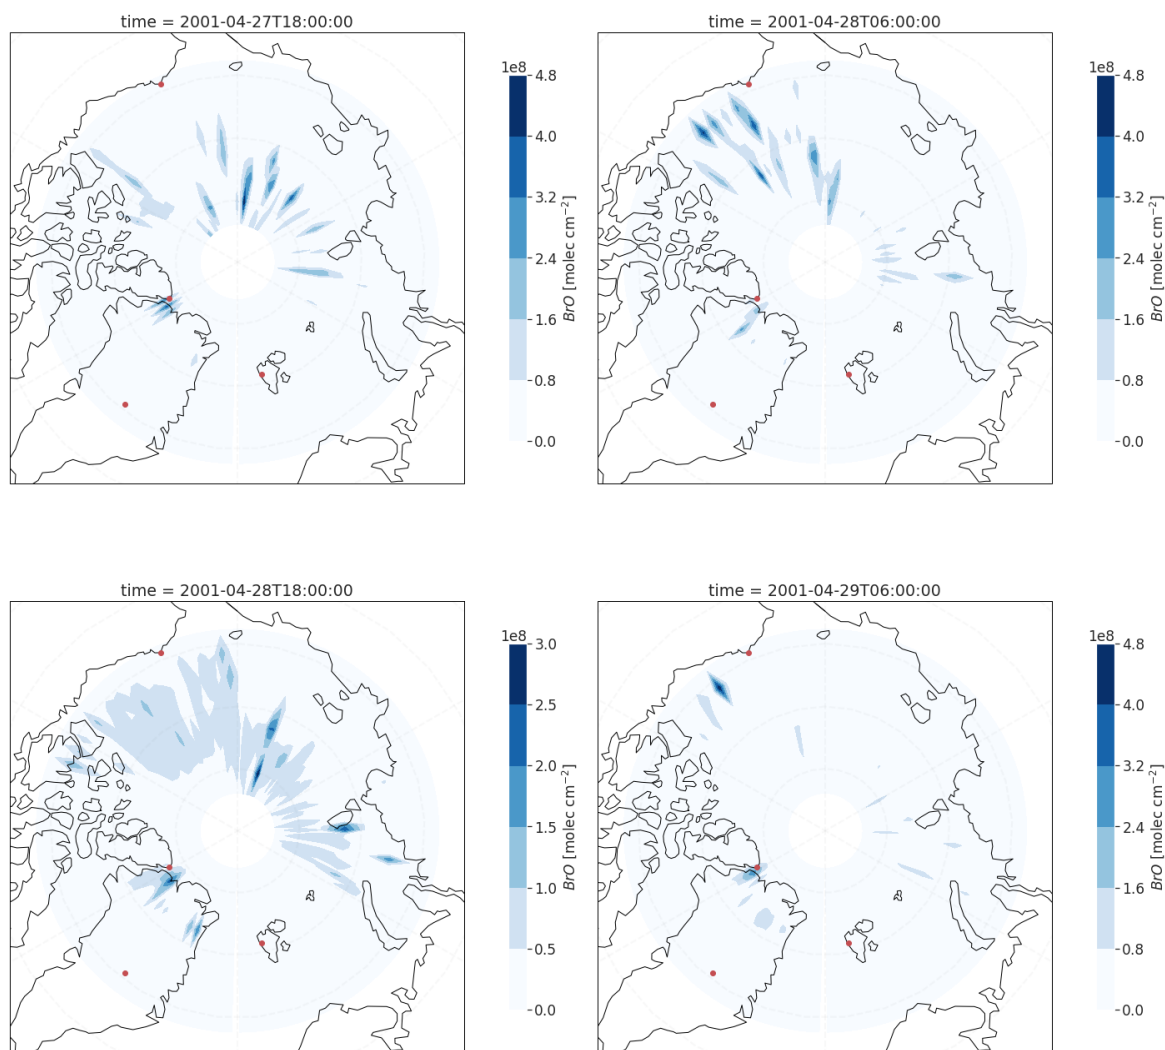 time = 2001-04-27T18:00:00
1e8
4.8
4.0
3.2
2.4
1.6
0.8
0.0
BrO [molec cm⁻²]
time = 2001-04-28T06:00:00
1e8
4.8
4.0
3.2
2.4
1.6
0.8
0.0
BrO [molec cm⁻²]
time = 2001-04-28T18:00:00
1e8
3.0
2.5
2.0
1.5
1.0
0.5
0.0
BrO [molec cm⁻²]
time = 2001-04-29T06:00:00
1e8
4.8
4.0
3.2
2.4
1.6
0.8
0.0
BrO [molec cm⁻²]